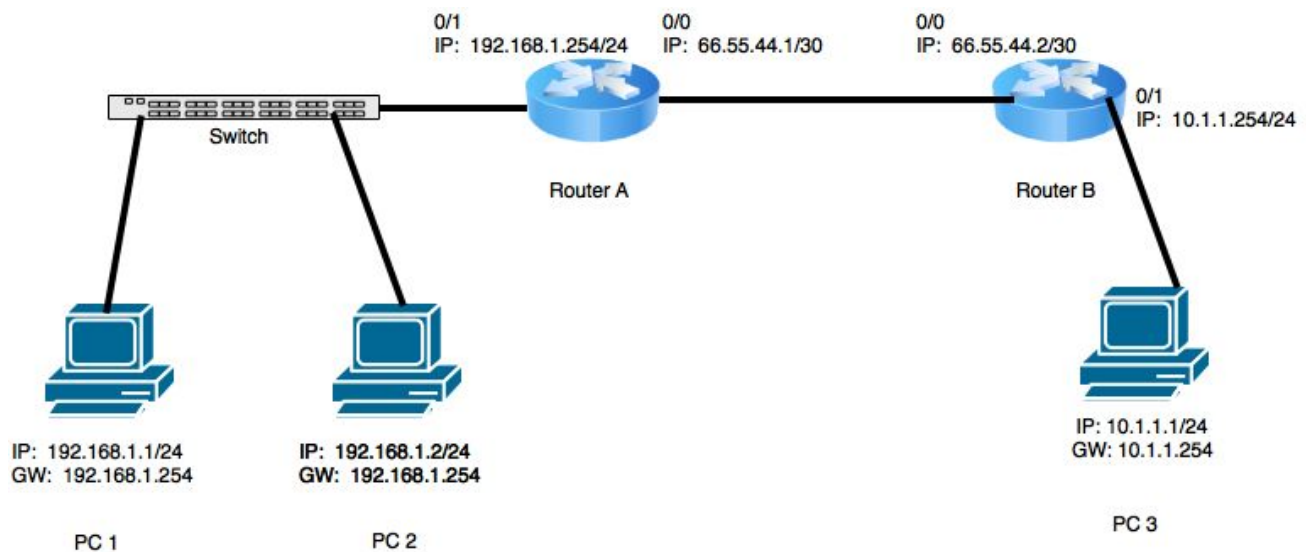 0/1
IP: 192.168.1.254/24
0/0
IP: 66.55.44.1/30
0/0
IP: 66.55.44.2/30
0/1
IP: 10.1.1.254/24
Switch
Router A
Router B
IP: 192.168.1.1/24
GW: 192.168.1.254
PC 1
IP: 192.168.1.2/24
GW: 192.168.1.254
PC 2
IP: 10.1.1.1/24
GW: 10.1.1.254
PC 3